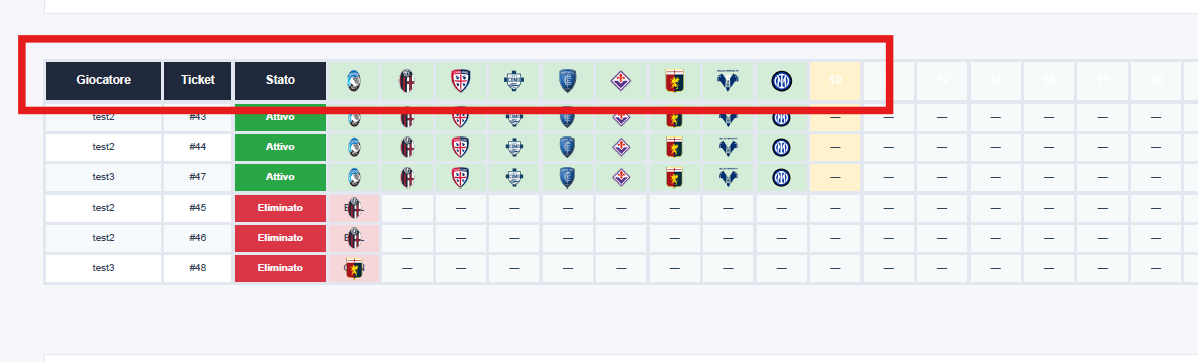 Giocatore Ticket Stato 10 12 13 14 15 16
test2 #43 Attivo — —  — — — — —
test2 #44 Attivo — — — — — — —
test3 #47 Attivo — — — — — — —
test2 #45 Eliminato — — — — — — — — — — — — — — —
test2 #46 Eliminato — — — — — — — — — — — — — — —
test3 #48 Eliminato — — — — — — — — — — — — — — —